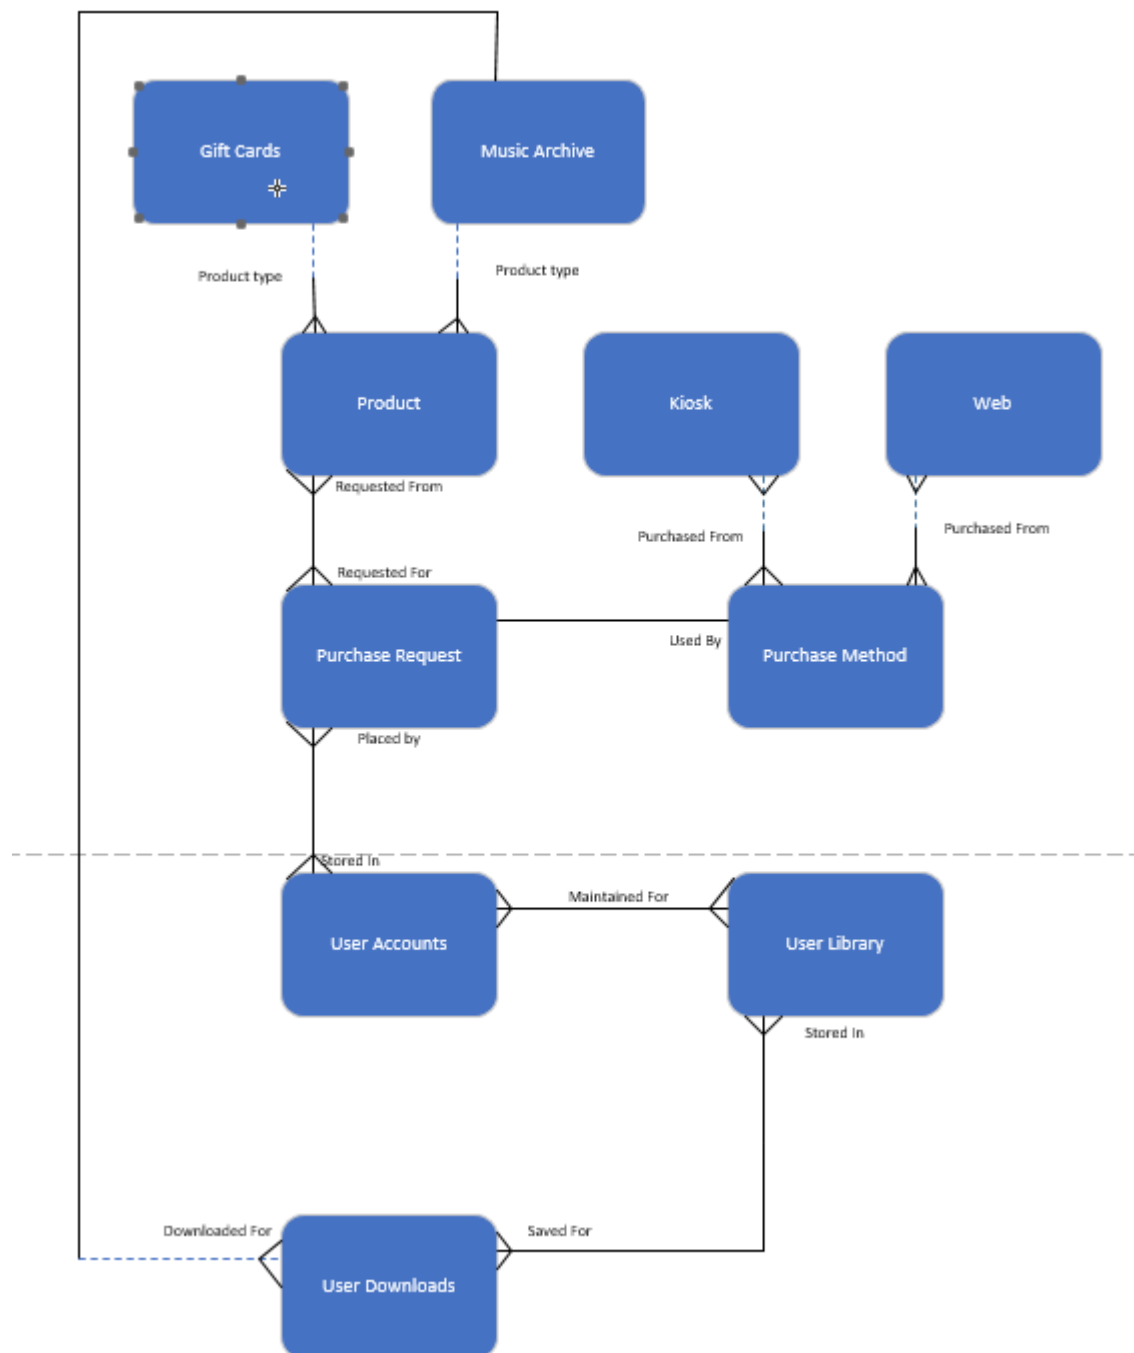 Gift Cards
Music Archive
Product type
Product type
Product
Kiosk
Web
Requested From
Purchased From
Purchased From
Requested For
Purchase Request
Used By
Purchase Method
Placed by
Stored In
Maintained For
User Accounts
User Library
Stored In
Downloaded For
Saved For
User Downloads